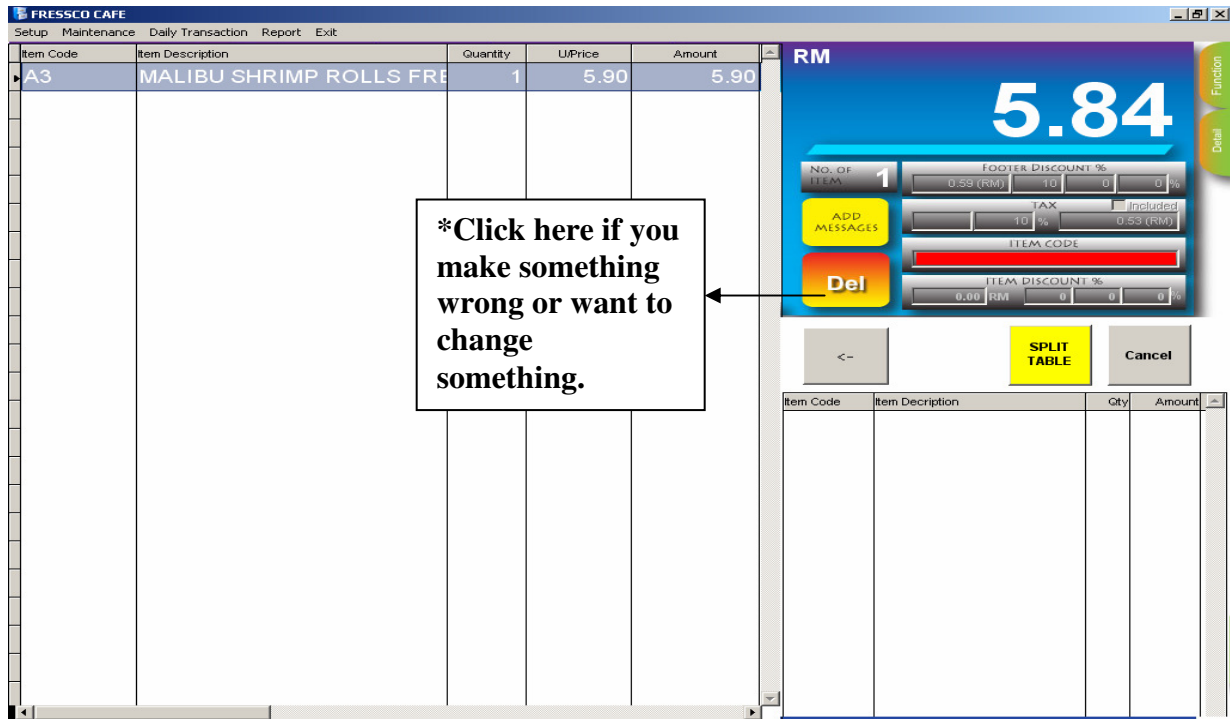 FRESSCO CAFE
Setup Maintenance Daily Transaction Report Exit
Item Code Item Description Quantity U/Price Amount
A3 MALIBU SHRIMP ROLLS FRE 1 5.90 5.90
RM
5.84
Function
Detail
NO. OF
ITEM 1
FOOTER DISCOUNT %
0.59 (RM) 10 0 0 %
ADD
MESSAGES
TAX Included
10 % 0.53 (RM)
ITEM CODE
Del
ITEM DISCOUNT %
0.00 RM 0 0 0 %
*Click here if you
make something
wrong or want to
change
something.
<-
SPLIT
TABLE
Cancel
Item Code Item Decription Qty Amount